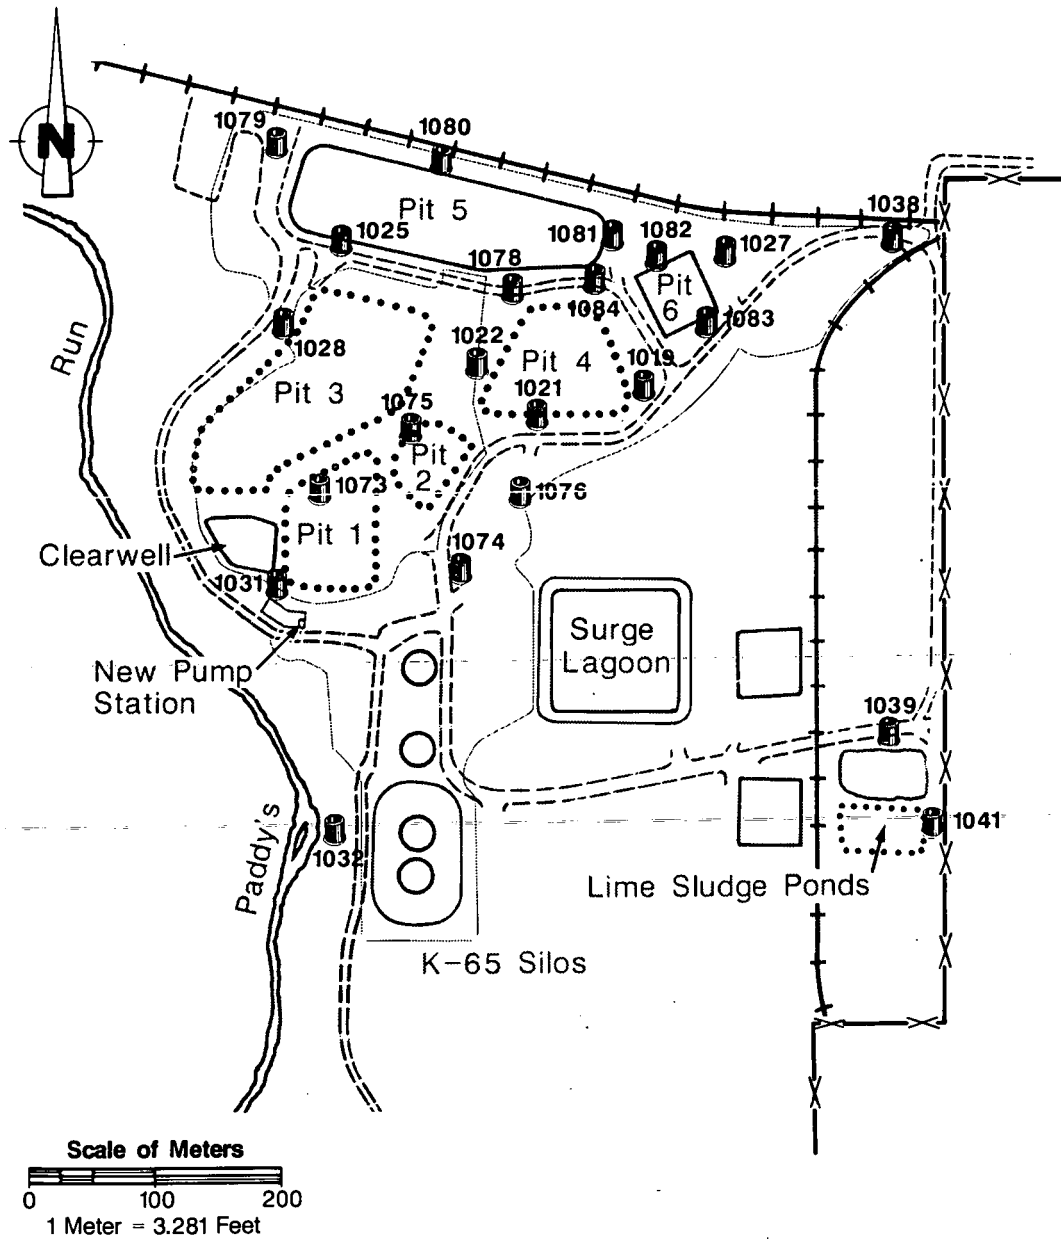 N
1079
1080
Pit 5
1025
1081
1082
1027
1038
1078
1084
Pit
6
1083
1028
1022
Pit 4
1019
Run
Pit 3
1075
1021
Pit
2
1073
1076
Pit 1
Clearwell
1074
1031
Surge
Lagoon
New Pump
Station
1039
Paddy's
1032
1041
Lime Sludge Ponds
K-65 Silos
Scale of Meters
0 100 200
1 Meter = 3.281 Feet